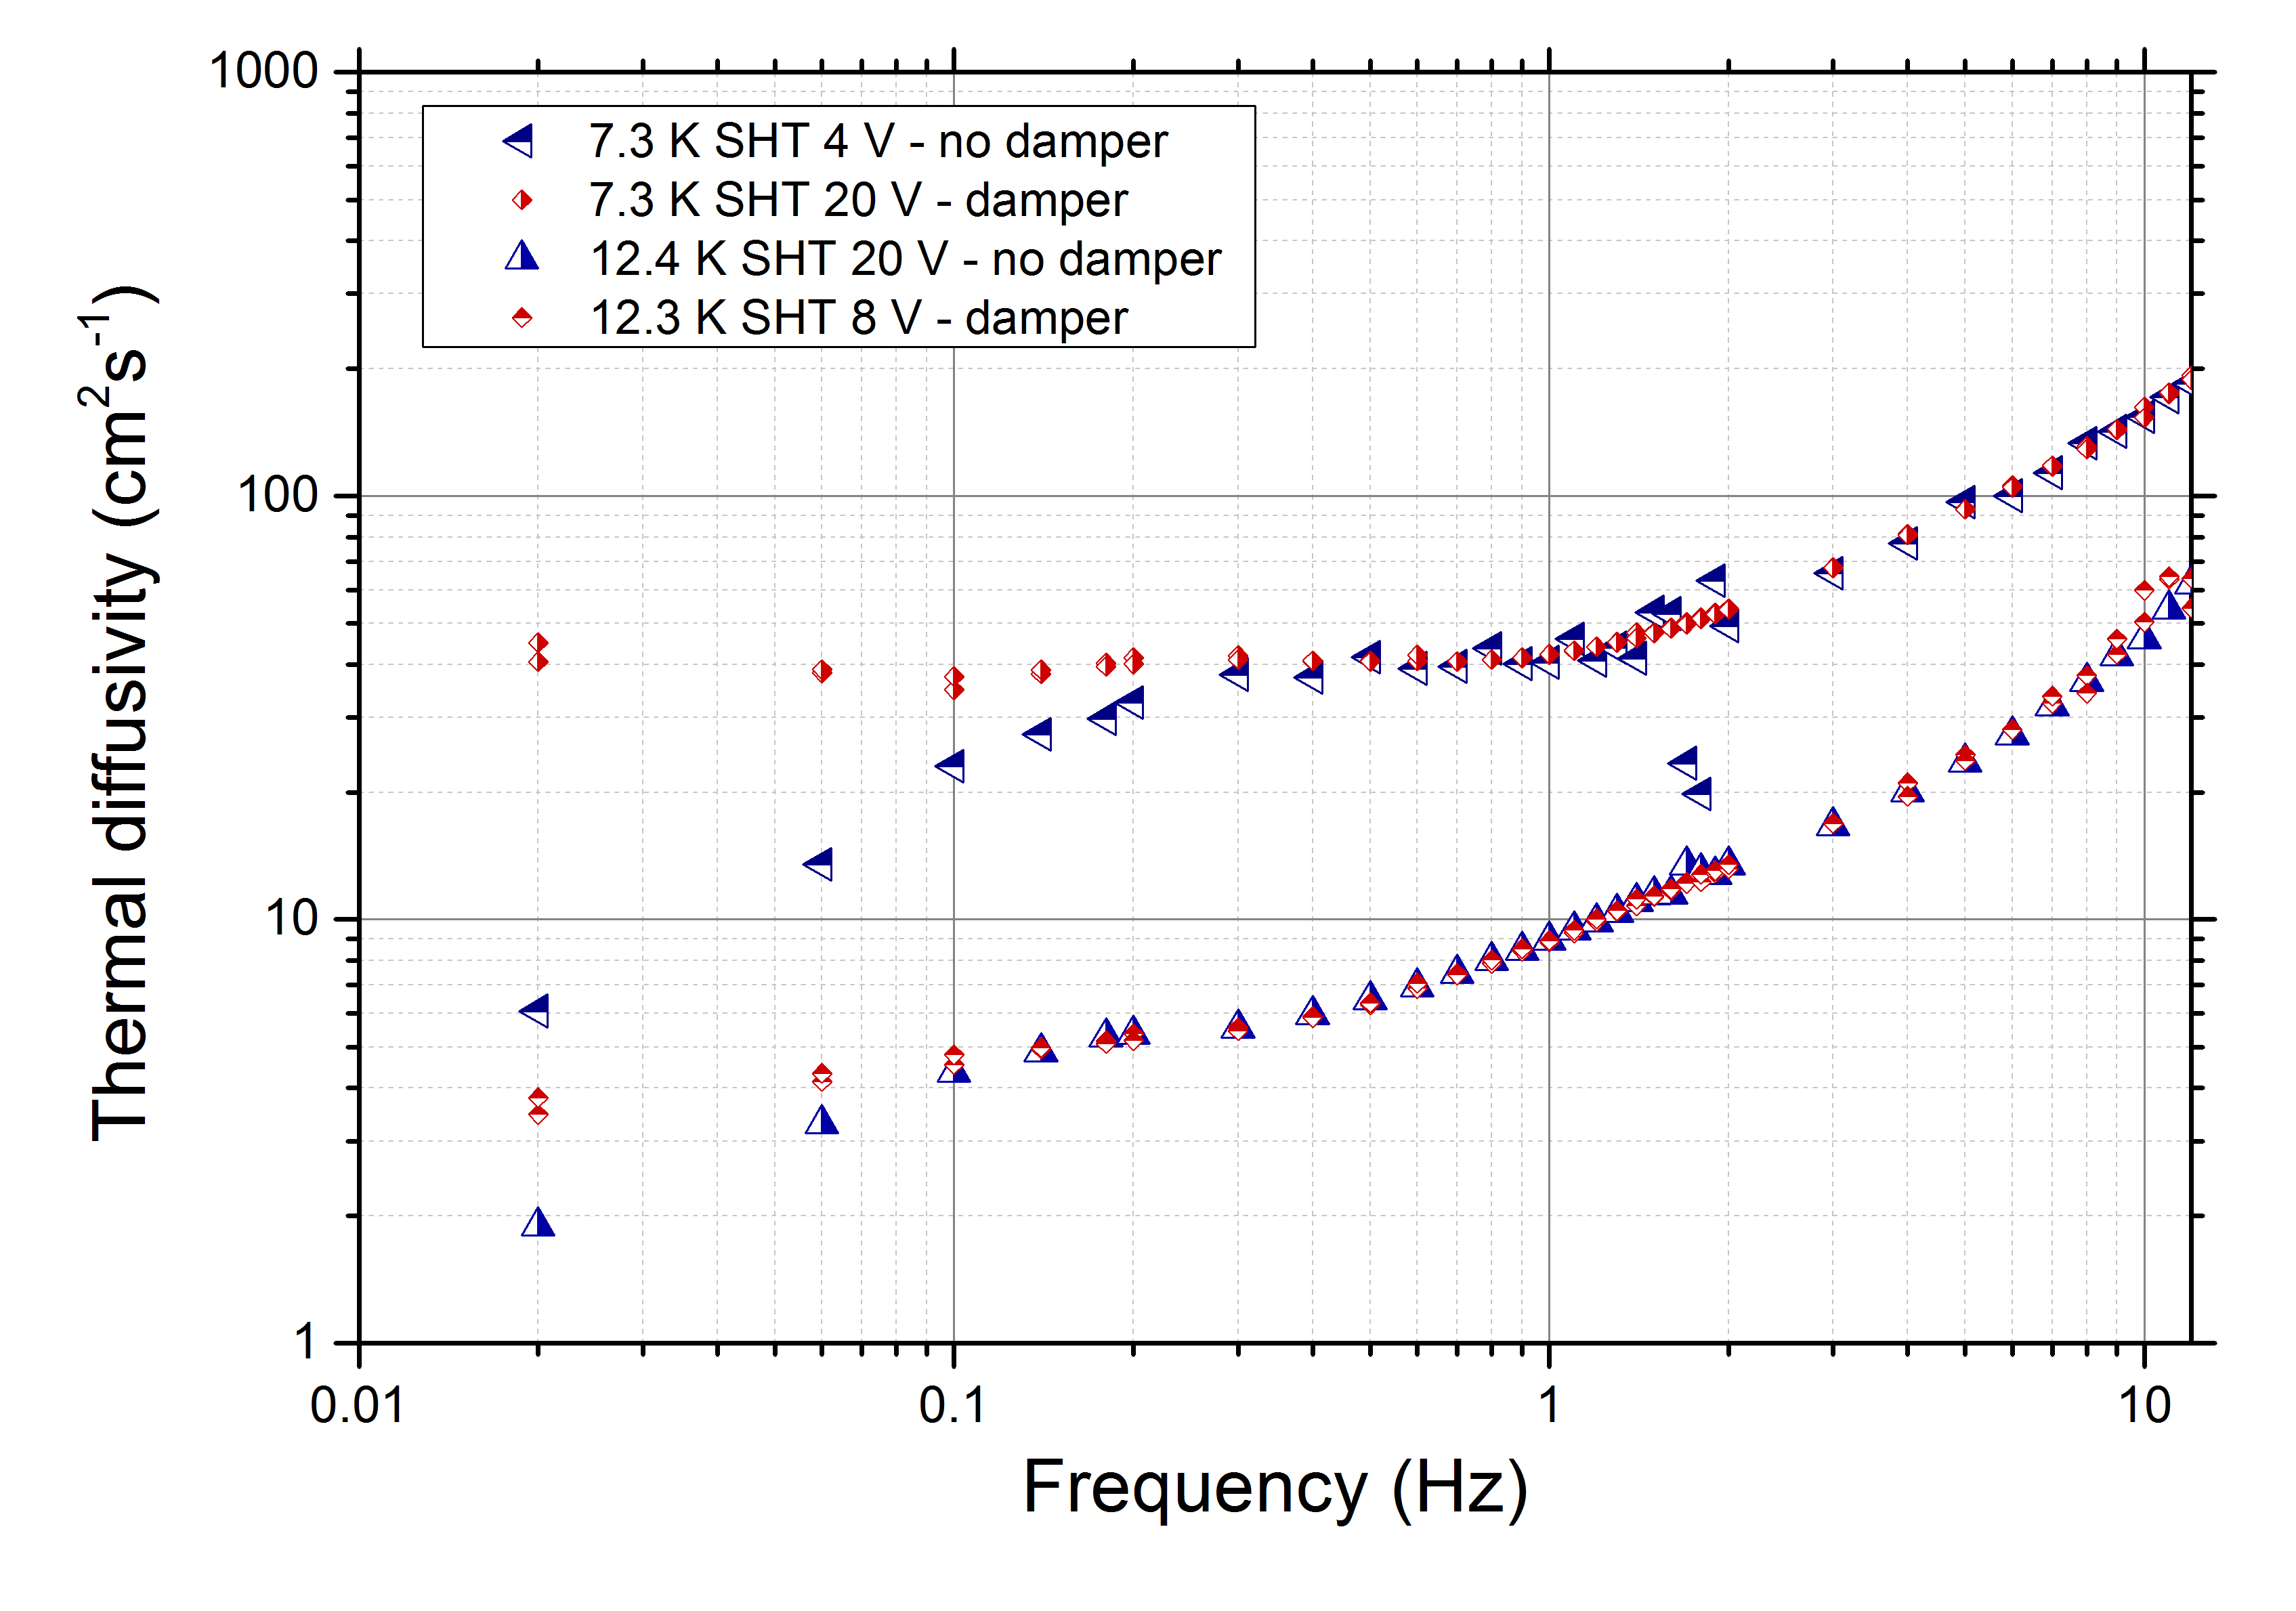 1000
100
10
1
Thermal diffusivity (cm²s⁻¹)
7.3 K SHT 4 V - no damper
7.3 K SHT 20 V - damper
12.4 K SHT 20 V - no damper
12.3 K SHT 8 V - damper
0.01 0.1 1 10
Frequency (Hz)